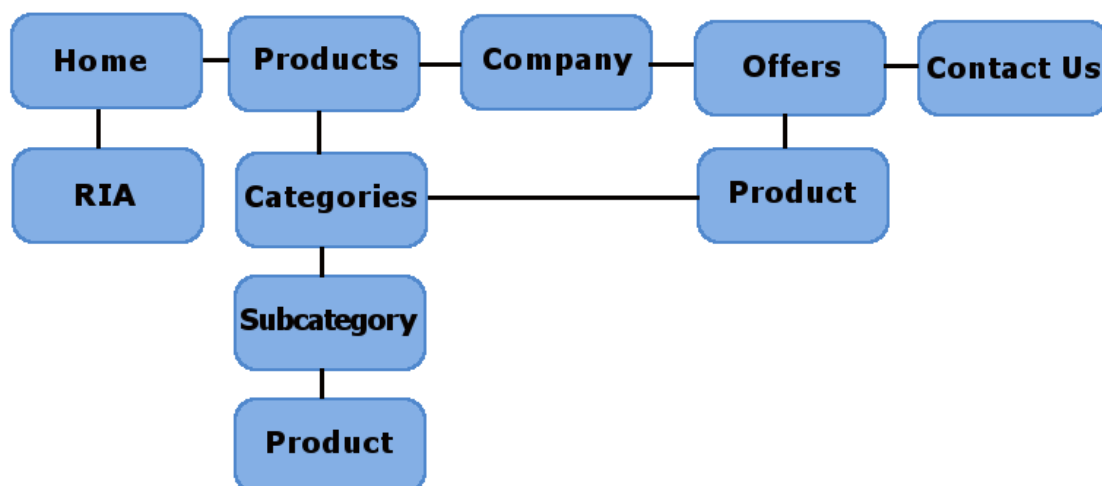 Home
Products
Company
Offers
Contact Us
RIA
Categories
Product
Subcategory
Product